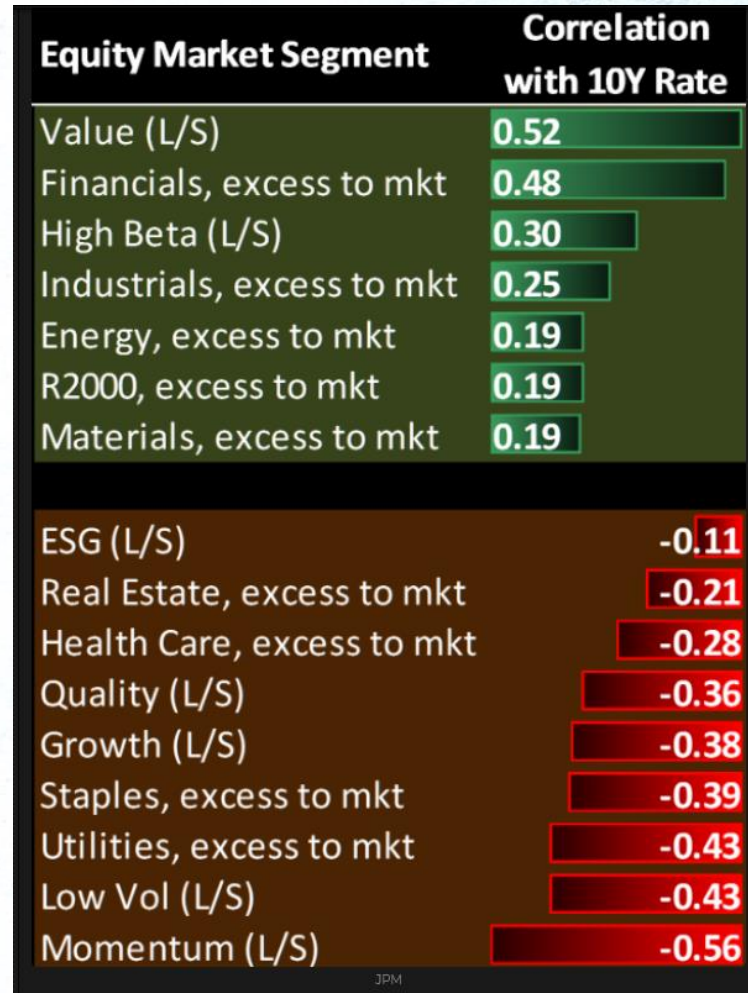 Equity Market Segment Correlation with 10Y Rate
Value (L/S) 0.52
Financials, excess to mkt 0.48
High Beta (L/S) 0.30
Industrials, excess to mkt 0.25
Energy, excess to mkt 0.19
R2000, excess to mkt 0.19
Materials, excess to mkt 0.19
ESG (L/S) -0.11
Real Estate, excess to mkt -0.21
Health Care, excess to mkt -0.28
Quality (L/S) -0.36
Growth (L/S) -0.38
Staples, excess to mkt -0.39
Utilities, excess to mkt -0.43
Low Vol (L/S) -0.43
Momentum (L/S) -0.56
JPM